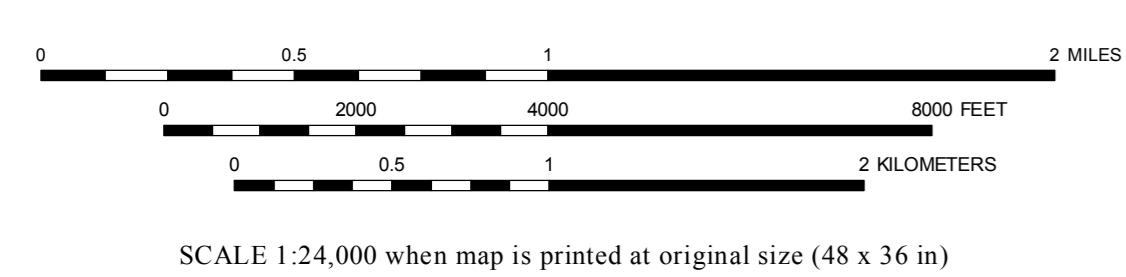 0 0.5 1 2 MILES
0 2000 4000 8000 FEET
0 0.5 1 2 KILOMETERS
SCALE 1:24,000 when map is printed at original size (48 x 36 in)